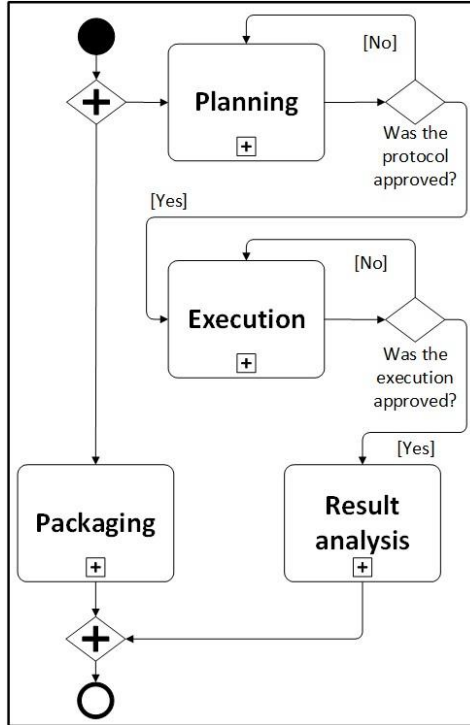 [No]
Planning
Was the
protocol
approved?
[Yes]
[No]
Execution
Was the
execution
approved?
[Yes]
Packaging
Result
analysis